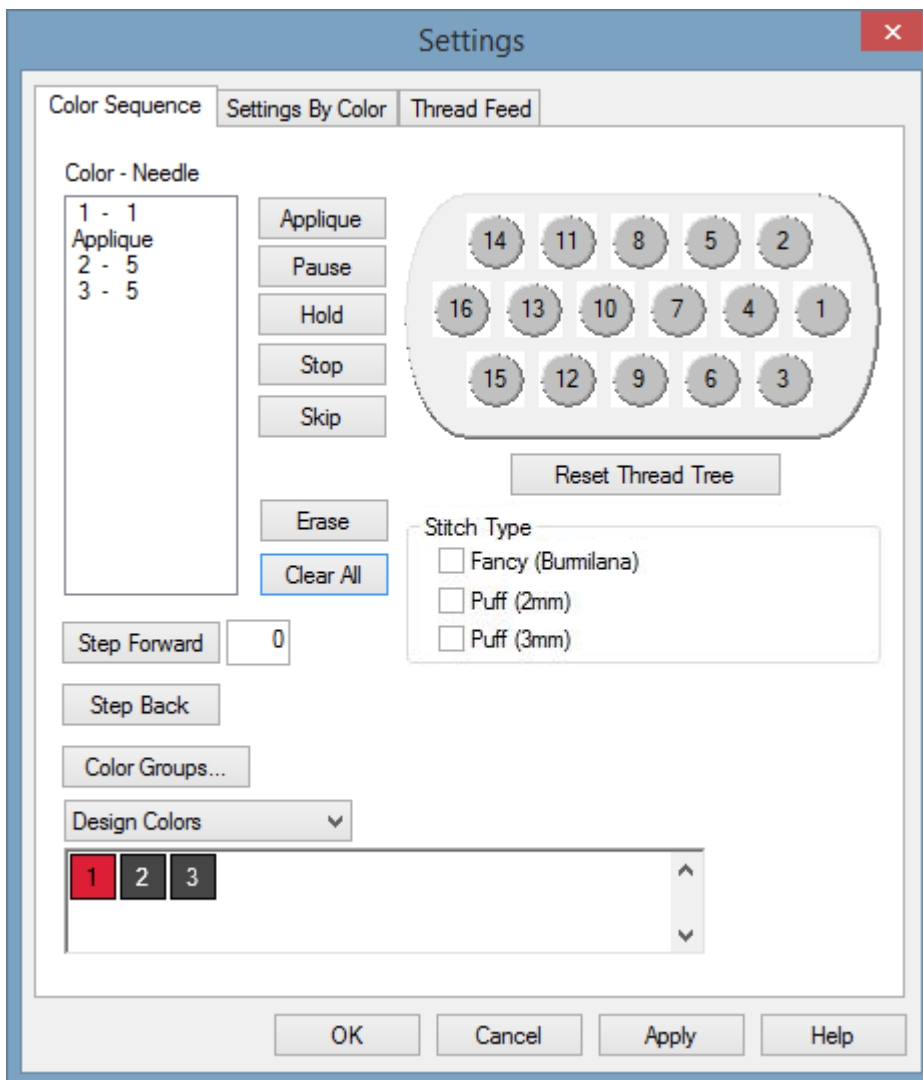 Settings
Color Sequence
Settings By Color
Thread Feed
Color - Needle
1 - 1
Applique
2 - 5
3 - 5
Applique
Pause
Hold
Stop
Skip
Erase
Clear All
14 11 8 5 2
16 13 10 7 4 1
15 12 9 6 3
Reset Thread Tree
Stitch Type
Fancy (Burmilana)
Puff (2mm)
Puff (3mm)
Step Forward
0
Step Back
Color Groups...
Design Colors
1 2 3
OK
Cancel
Apply
Help